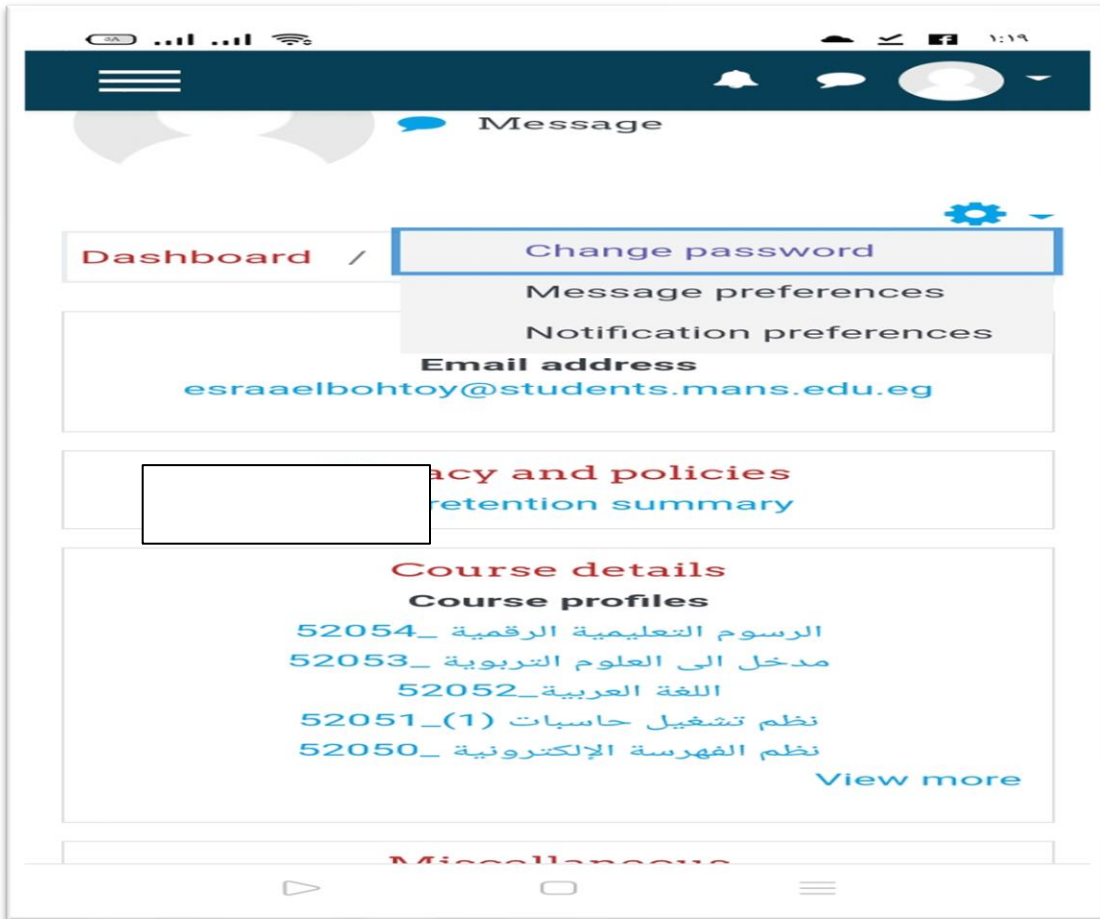 ١:١٩
Message
Dashboard /
Change password
Message preferences
Notification preferences
Email address
esraaelbohtoy@students.mans.edu.eg
acy and policies
retention summary
Course details
Course profiles
الرسوم التعليمية الرقمية _52054
مدخل الى العلوم التربوية _52053
اللغة العربية_52052
نظم تشغيل حاسبات (1)_52051
نظم الفهرسة الإلكترونية _52050
View more
Miscellaneous